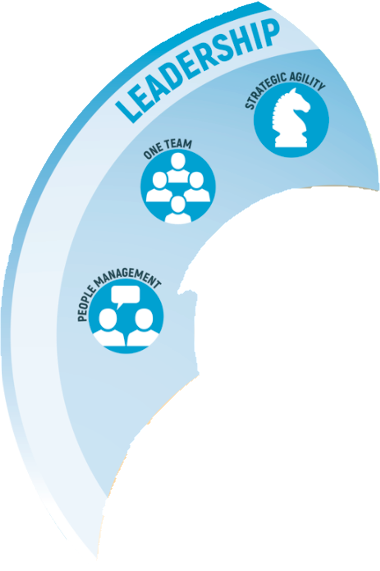 LEADERSHIP
STRATEGIC AGILITY
ONE TEAM
PEOPLE MANAGEMENT